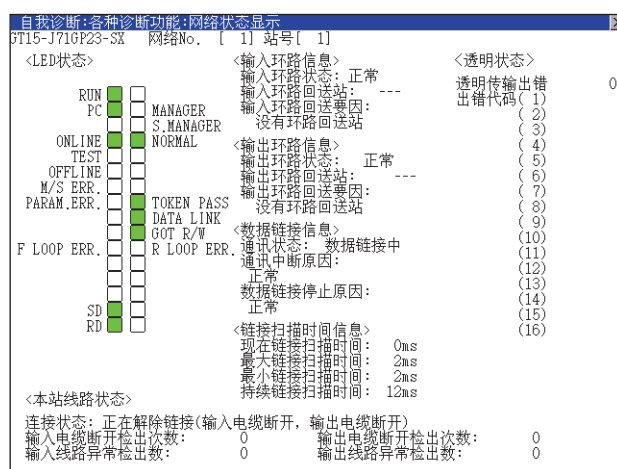 自我诊断:各种诊断功能:网络状态显示
GT15-J71GP23-SX 网络No. [ 1] 站号[ 1]
<LED状态>
RUN
PC MANAGER
S.MANAGER
ONLINE NORMAL
TEST
OFFLINE
M/S ERR.
PARAM.ERR. TOKEN PASS
DATA LINK
GOT R/W
F LOOP ERR. R LOOP ERR.
SD
RD
<输入环路信息>
输入环路状态: 正常
输入环路回送站: ---
输入环路回送要因:
没有环路回送站
<输出环路信息>
输出环路状态: 正常
输出环路回送站: ---
输出环路回送要因:
没有环路回送站
<数据链接信息>
通讯状态: 数据链接中
通讯中断原因:
正常
数据链接停止原因:
正常
<链接扫描时间信息>
现在链接扫描时间: 0ms
最大链接扫描时间: 2ms
最小链接扫描时间: 2ms
持续链接扫描时间: 12ms
<透明状态>
透明传输出错 0
出错代码( 1)
( 2)
( 3)
( 4)
( 5)
( 6)
( 7)
( 8)
( 9)
(10)
(11)
(12)
(13)
(14)
(15)
(16)
<本站线路状态>
连接状态: 正在解除链接(输入电缆断开, 输出电缆断开)
输入电缆断开检出次数: 0 输出电缆断开检出次数: 0
输入线路异常检出数: 0 输出线路异常检出数: 0